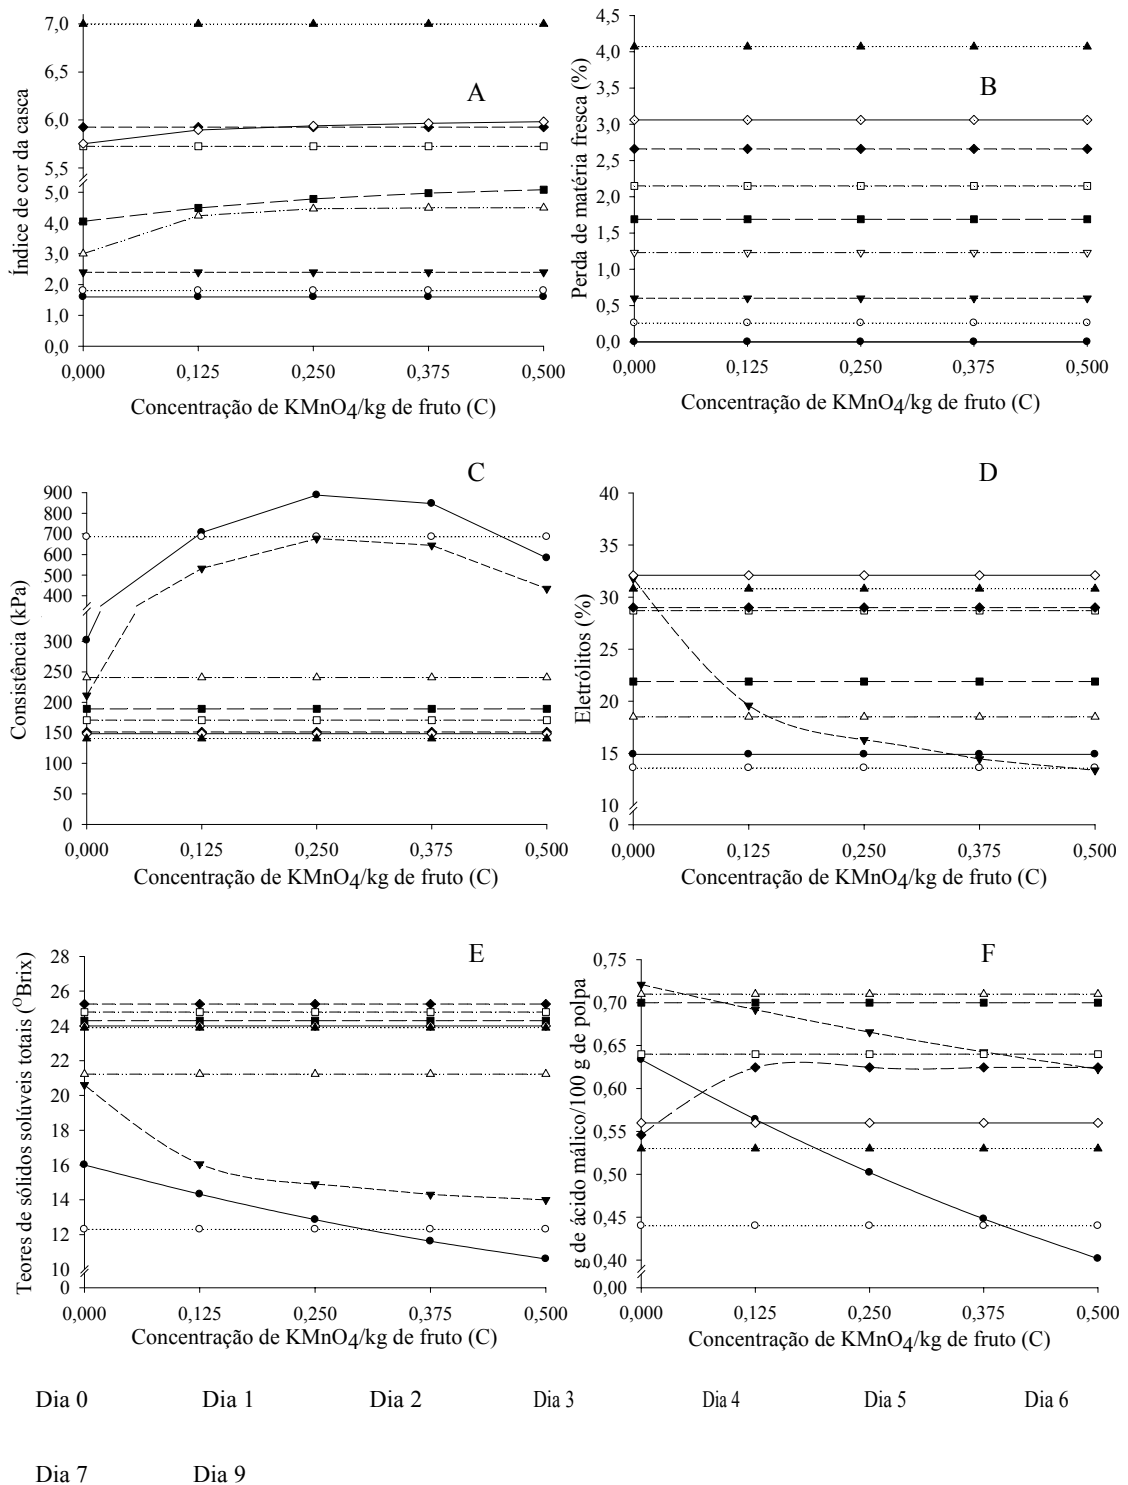 A
Índice de cor da casca
7,0
6,5
6,0
5,5
5,0
4,0
3,0
2,0
1,0
0,0
0,000 0,125 0,250 0,375 0,500
Concentração de KMnO4/kg de fruto (C)
B
Perda de matéria fresca (%)
4,5
4,0
3,5
3,0
2,5
2,0
1,5
1,0
0,5
0,0
0,000 0,125 0,250 0,375 0,500
Concentração de KMnO4/kg de fruto (C)
C
Consistência (kPa)
900
800
700
600
500
400
300
250
200
150
100
50
0
0,000 0,125 0,250 0,375 0,500
Concentração de KMnO4/kg de fruto (C)
D
Eletrólitos (%)
40
35
30
25
20
15
10
0
0,000 0,125 0,250 0,375 0,500
Concentração de KMnO4/kg de fruto (C)
E
Teores de sólidos solúveis totais (OBrix)
28
26
24
22
20
18
16
14
12
10
0
0,000 0,125 0,250 0,375 0,500
Concentração de KMnO4/kg de fruto (C)
F
g de ácido málico/100 g de polpa
0,75
0,70
0,65
0,60
0,55
0,50
0,45
0,40
0,00
0,000 0,125 0,250 0,375 0,500
Concentração de KMnO4/kg de fruto (C)
Dia 0 Dia 1 Dia 2 Dia 3 Dia 4 Dia 5 Dia 6
Dia 7 Dia 9